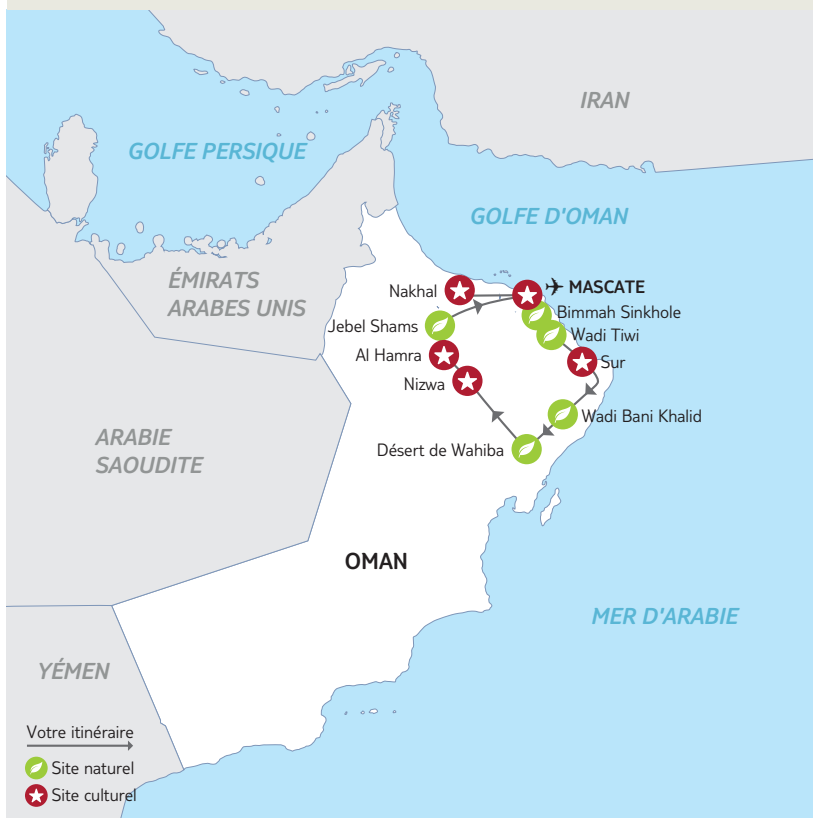 IRAN
GOLFE PERSIQUE
GOLFE D'OMAN
ÉMIRATS
ARABES UNIS
Nakhal
MASCATE
Bimmah Sinkhole
Jebel Shams
Wadi Tiwi
Al Hamra
Sur
Nizwa
Wadi Bani Khalid
ARABIE
SAOUDITE
Désert de Wahiba
OMAN
MER D'ARABIE
YÉMEN
Votre itinéraire
Site naturel
Site culturel